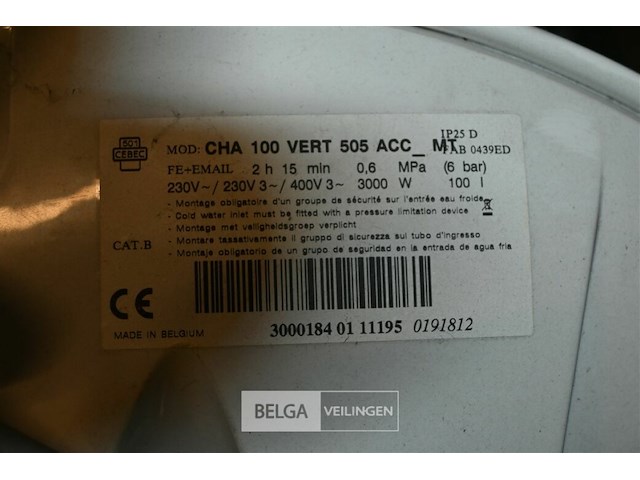 501
CEBEC
MOD: CHA 100 VERT 505 ACC_ MT
IP25 D
FAB 0439ED
FE+EMAIL 2 h 15 min 0,6 MPa (6 bar)
230V~/ 230V 3~/ 400V 3~ 3000 W 100 l
- Montage obligatoire d'un groupe de sécurité sur l'entrée eau froide
- Cold water inlet must be fitted with a pressure limitation device
- Montage met veiligheidsgroep verplicht
- Montare tassativamente il gruppo di sicurezza sul tubo d'ingresso
- Montaje obligatorio de un grupo de seguridad en la entrada de agua fria
CAT.B
CE
MADE IN BELGIUM
3000184 01 11195 0191812
BELGA VEILINGEN